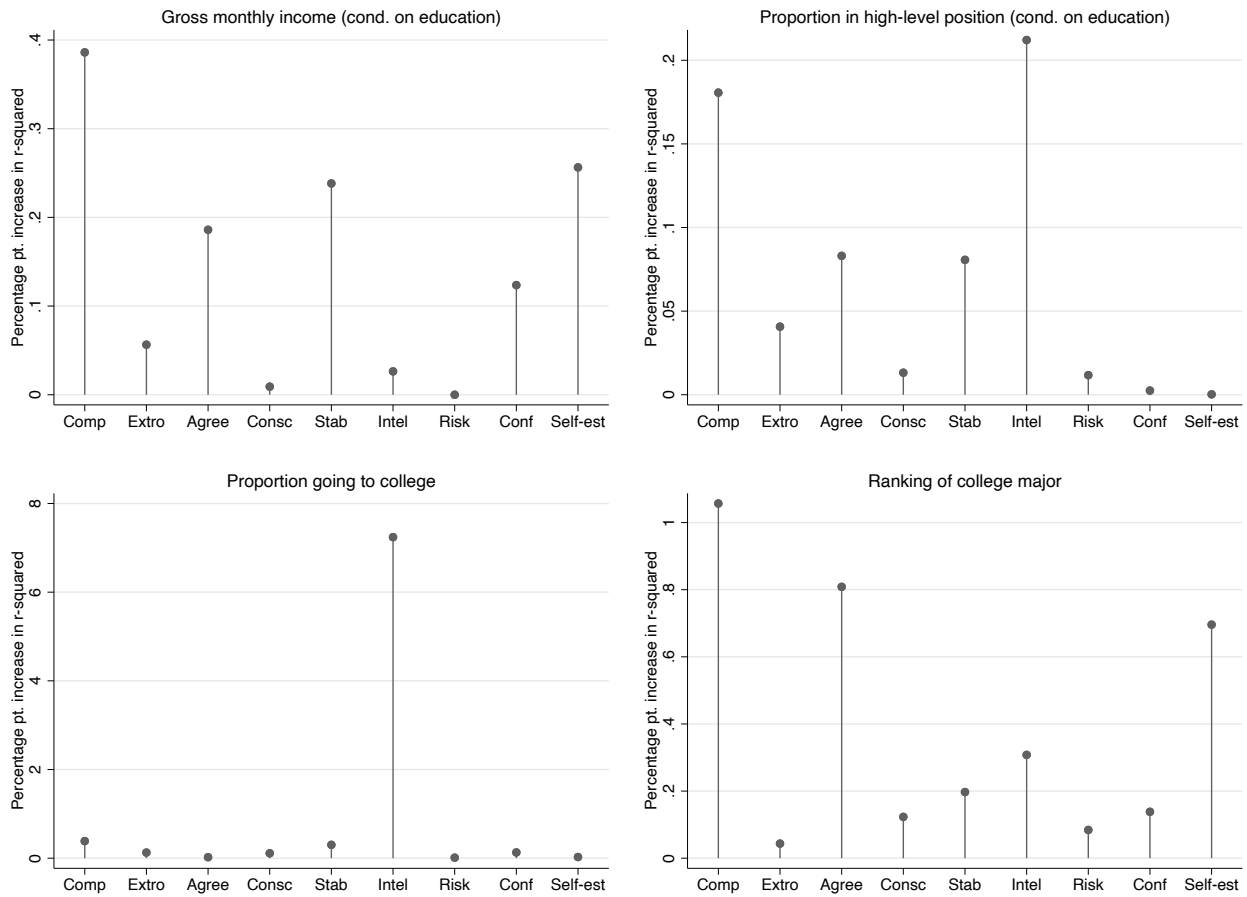 Gross monthly income (cond. on education)
Percentage pt. increase in r-squared
.4
.3
.2
.1
0
Comp Extro Agree Consc Stab Intel Risk Conf Self-est
Proportion in high-level position (cond. on education)
Percentage pt. increase in r-squared
.2
.15
.1
.05
0
Comp Extro Agree Consc Stab Intel Risk Conf Self-est
Proportion going to college
Percentage pt. increase in r-squared
8
6
4
2
0
Comp Extro Agree Consc Stab Intel Risk Conf Self-est
Ranking of college major
Percentage pt. increase in r-squared
1
.8
.6
.4
.2
0
Comp Extro Agree Consc Stab Intel Risk Conf Self-est